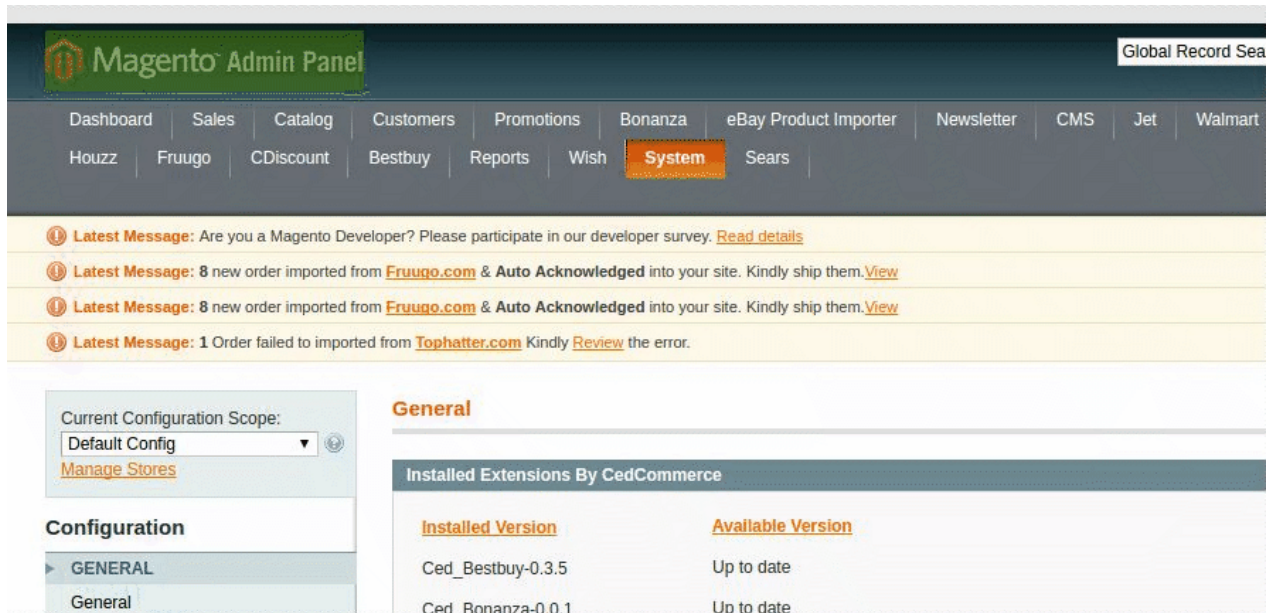 Magento Admin Panel
Global Record Sea
Dashboard Sales Catalog Customers Promotions Bonanza eBay Product Importer Newsletter CMS Jet Walmart
Houzz Fruugo CDiscount Bestbuy Reports Wish System Sears
Latest Message: Are you a Magento Developer? Please participate in our developer survey. Read details
Latest Message: 8 new order imported from Fruugo.com & Auto Acknowledged into your site. Kindly ship them.View
Latest Message: 8 new order imported from Fruugo.com & Auto Acknowledged into your site. Kindly ship them.View
Latest Message: 1 Order failed to imported from Tophatter.com Kindly Review the error.
Current Configuration Scope:
Default Config
Manage Stores
Configuration
GENERAL
General
General
Installed Extensions By CedCommerce
Installed Version Available Version
Ced_Bestbuy-0.3.5 Up to date
Ced_Bonanza-0.0.1 Up to date